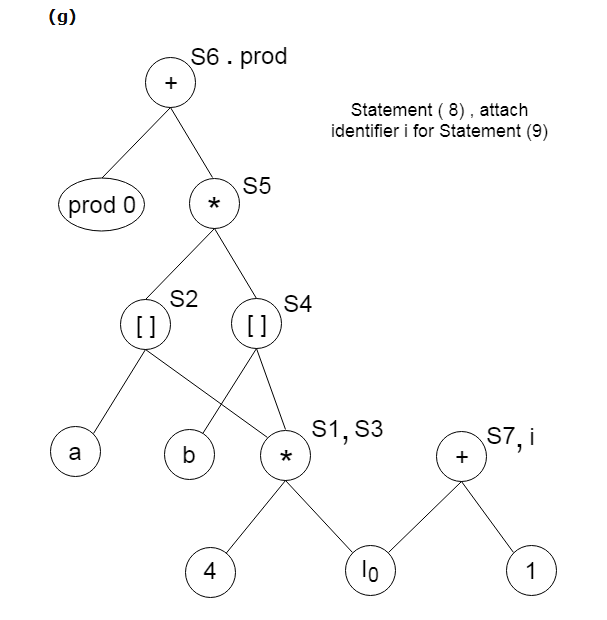 (g)
S6 . prod
+
Statement ( 8) , attach
identifier i for Statement (9)
S5
prod 0
*
S2
S4
[ ]
[ ]
S1, S3
S7, i
a
b
*
+
4
I0
1